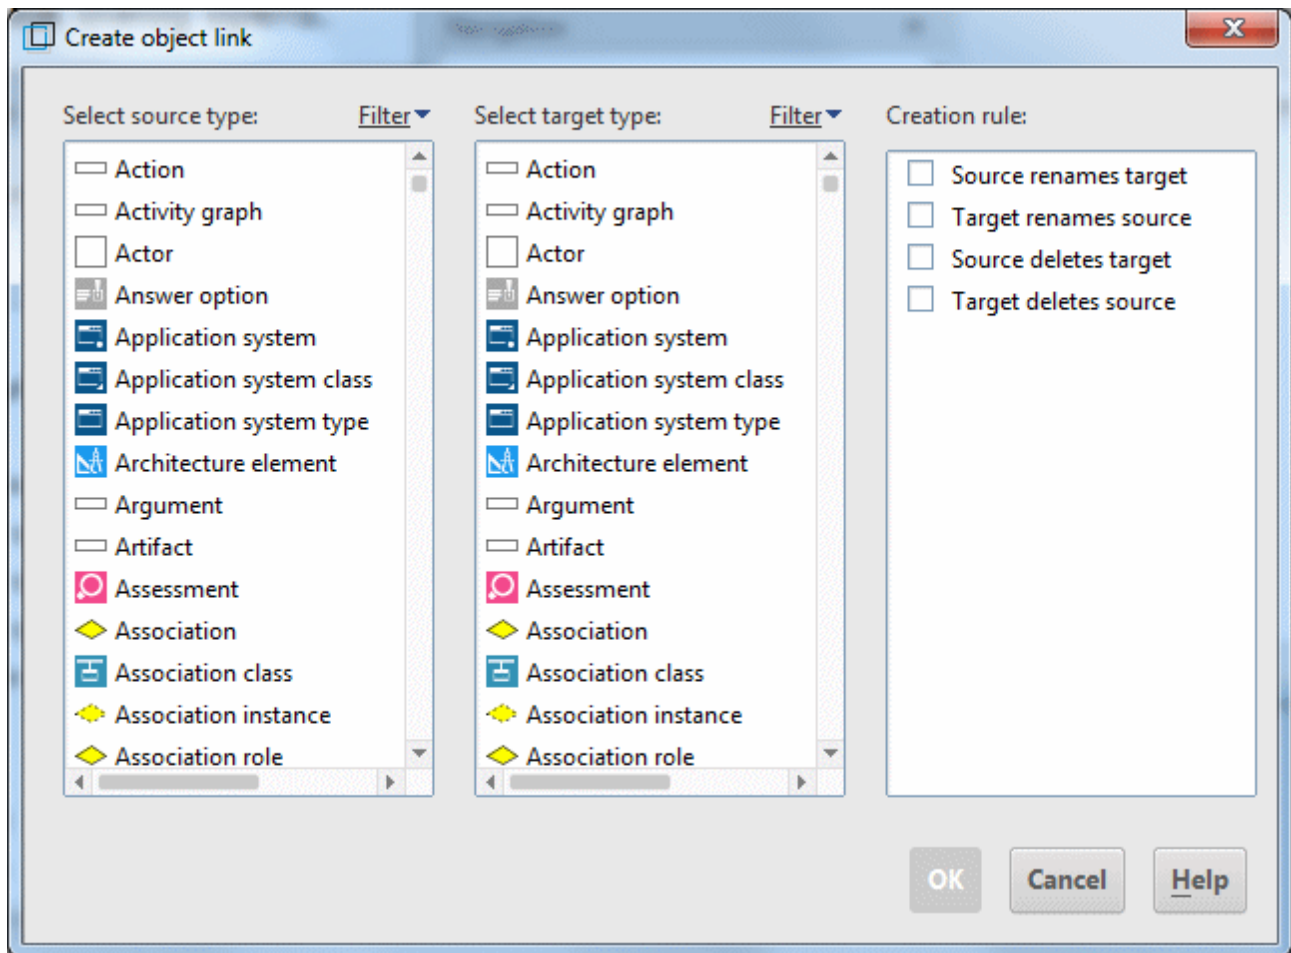 Create object link
Select source type:
Filter
Action
Activity graph
Actor
Answer option
Application system
Application system class
Application system type
Architecture element
Argument
Artifact
Assessment
Association
Association class
Association instance
Association role
Select target type:
Filter
Action
Activity graph
Actor
Answer option
Application system
Application system class
Application system type
Architecture element
Argument
Artifact
Assessment
Association
Association class
Association instance
Association role
Creation rule:
Source renames target
Target renames source
Source deletes target
Target deletes source
OK
Cancel
Help